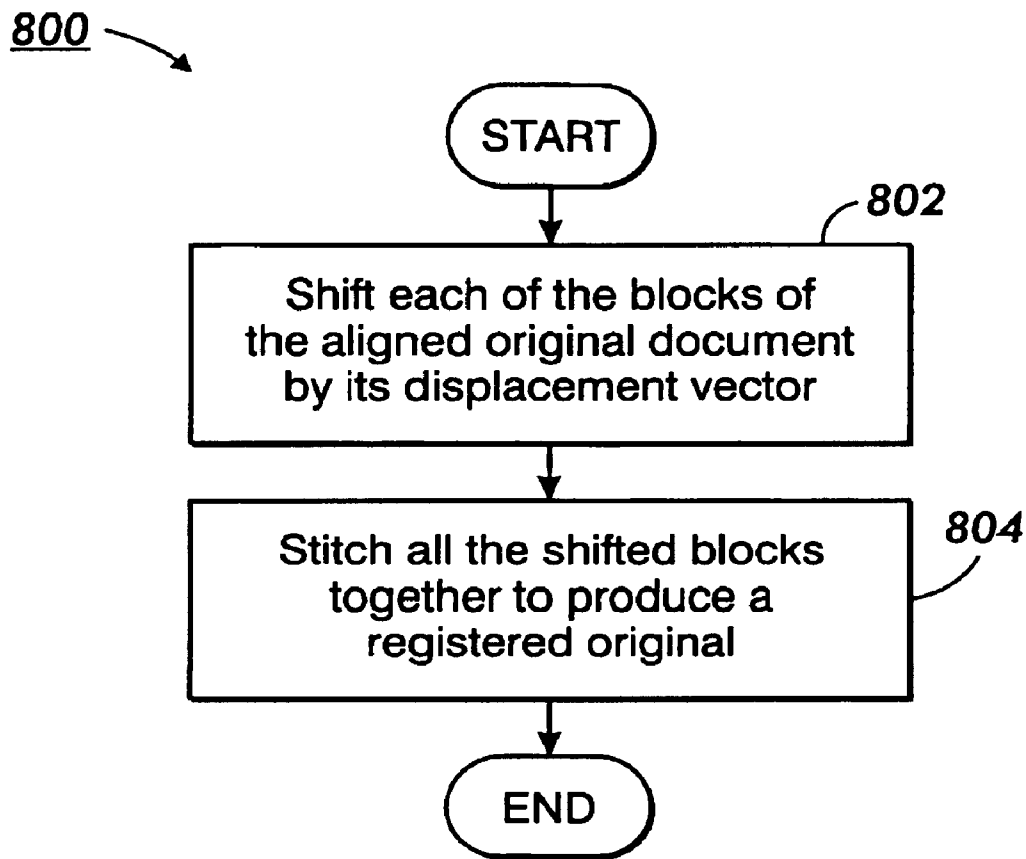 800
START
802
Shift each of the blocks of
the aligned original document
by its displacement vector
804
Stitch all the shifted blocks
together to produce a
registered original
END